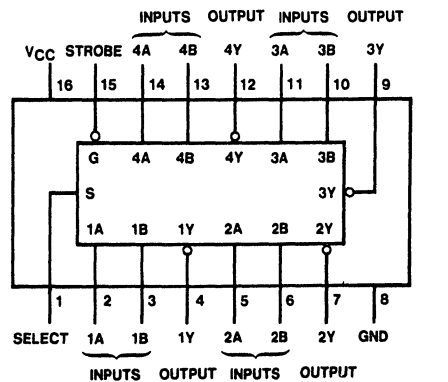 INPUTS OUTPUT INPUTS OUTPUT
VCC STROBE 4A 4B 4Y 3A 3B 3Y
16 15 14 13 12 11 10 9
G 4A 4B 4Y 3A 3B
S 3Y
1A 1B 1Y 2A 2B 2Y
1 2 3 4 5 6 7 8
SELECT 1A 1B 1Y 2A 2B 2Y GND
INPUTS OUTPUT INPUTS OUTPUT